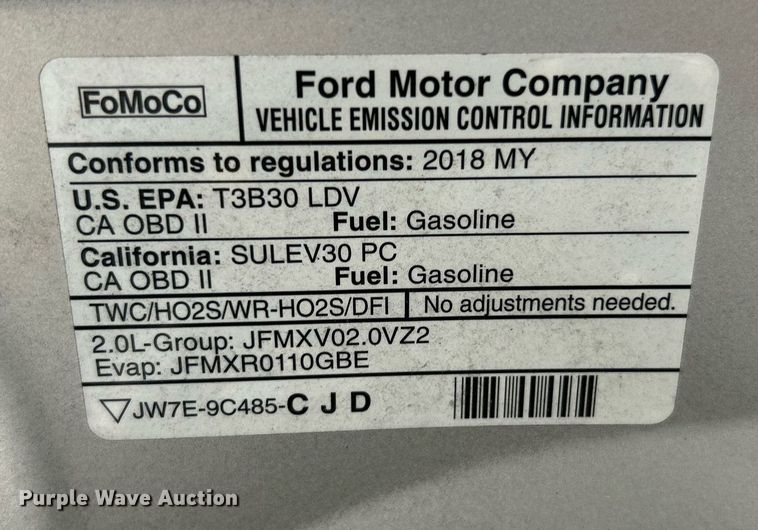 FoMoCo
Ford Motor Company
VEHICLE EMISSION CONTROL INFORMATION
Conforms to regulations: 2018 MY
U.S. EPA: T3B30 LDV
CA OBD II Fuel: Gasoline
California: SULEV30 PC
CA OBD II Fuel: Gasoline
TWC/HO2S/WR-HO2S/DFI No adjustments needed.
2.0L-Group: JFMXV02.0VZ2
Evap: JFMXR0110GBE
▽JW7E-9C485-C J D
Purple Wave Auction